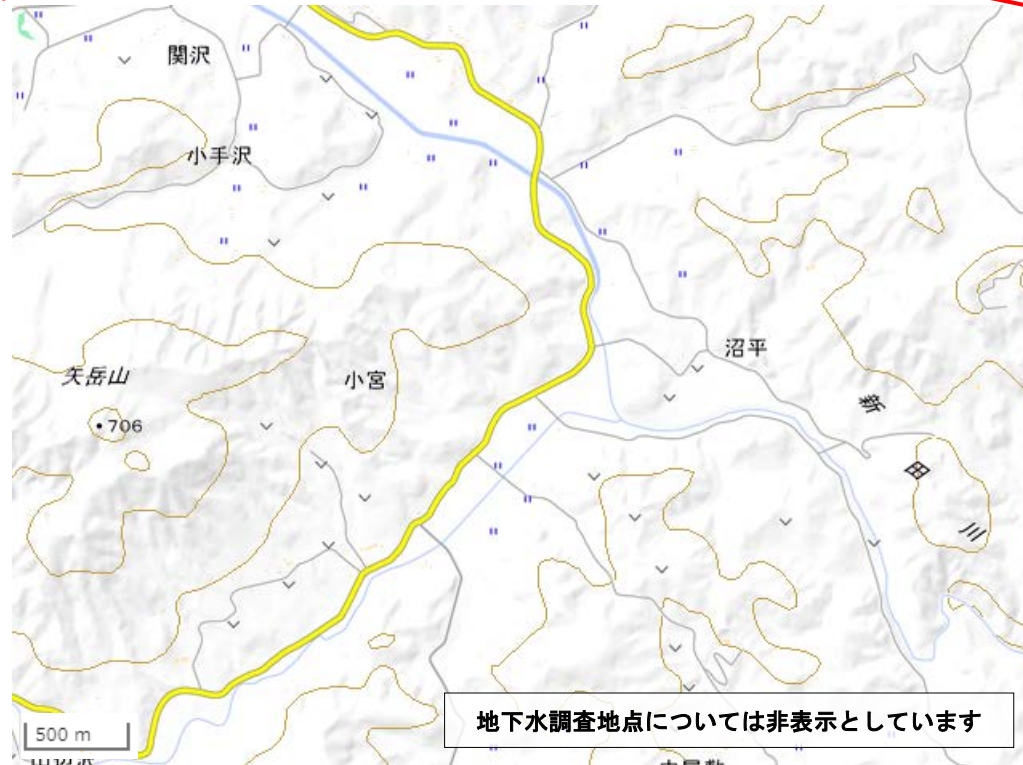 関沢
小手沢
矢岳山
706
小宮
沼平
新
川
地下水調査地点については非表示としています
500 m